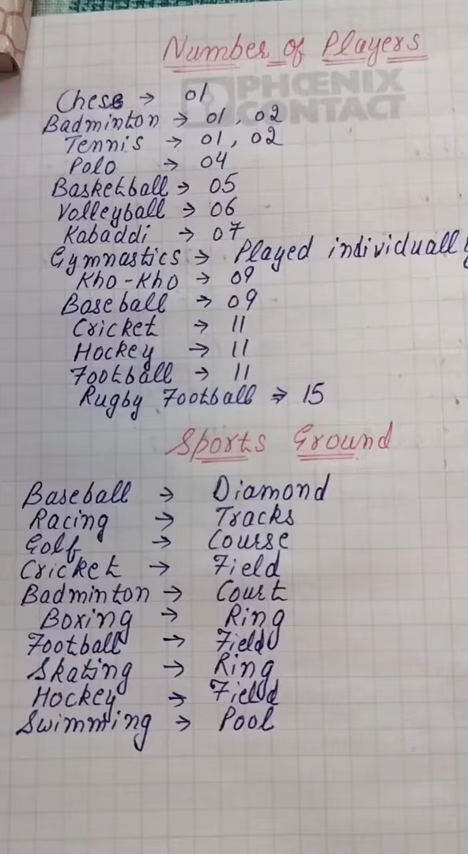 Number of Players
PHOENIX
CONTACT
Chess → 01
Badminton → 01, 02
Tennis → 01, 02
Polo → 04
Basketball → 05
Volleyball → 06
Kabaddi → 07
Gymnastics → Played individually
Kho-Kho → 09
Baseball → 09
Cricket → 11
Hockey → 11
Football → 11
Rugby Football → 15
Sports Ground
Baseball → Diamond
Racing → Tracks
Golf → Course
Cricket → Field
Badminton → Court
Boxing → Ring
Football → Field
Skating → Ring
Hockey → Field
Swimming → Pool